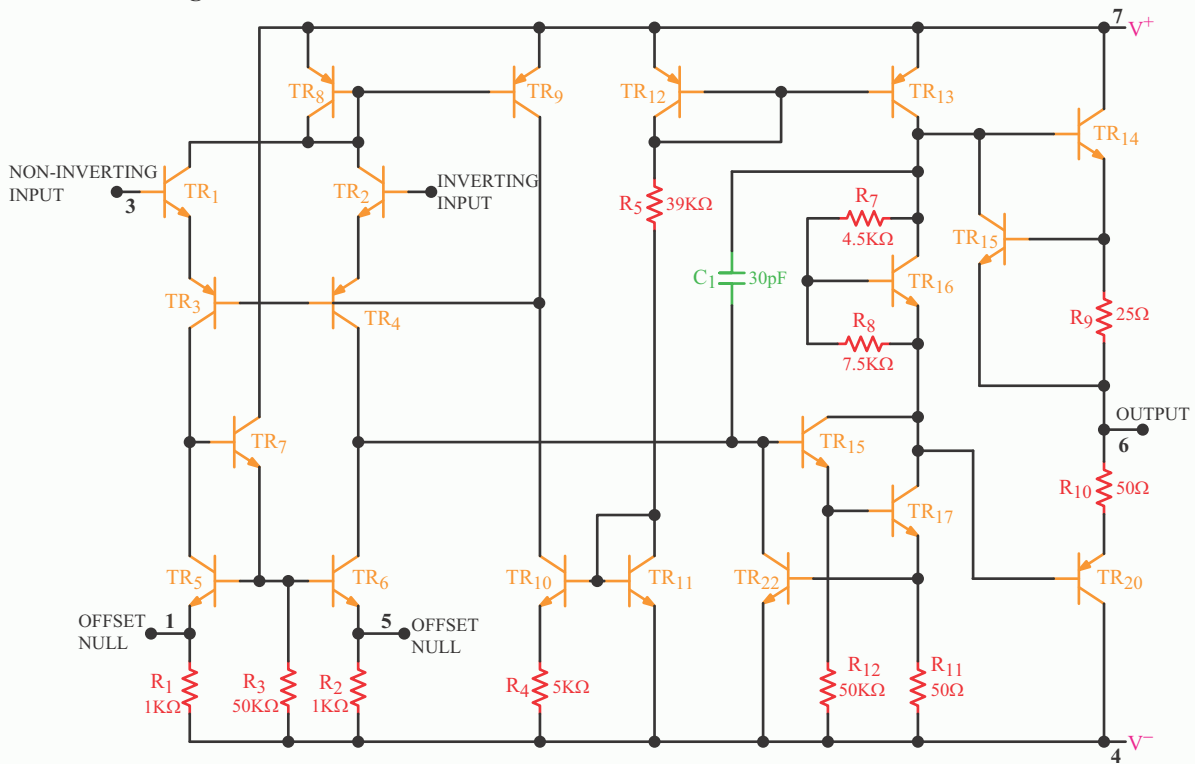 7
V+
TR8
TR9
TR12
TR13
TR14
NON-INVERTING
INPUT
3
TR1
TR2
INVERTING
INPUT
R5
39KΩ
R7
4.5KΩ
TR15
C1
30pF
TR16
TR3
TR4
R8
7.5KΩ
R9
25Ω
OUTPUT
6
TR7
TR15
R10
50Ω
TR17
TR5
TR6
TR10
TR11
TR22
TR20
OFFSET
NULL
1
5
OFFSET
NULL
R1
1KΩ
R3
50KΩ
R2
1KΩ
R4
5KΩ
R12
50KΩ
R11
50Ω
V−
4